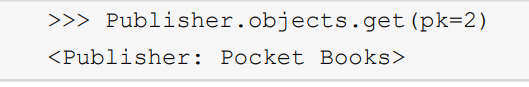 >>> Publisher.objects.get(pk=2)
<Publisher: Pocket Books>